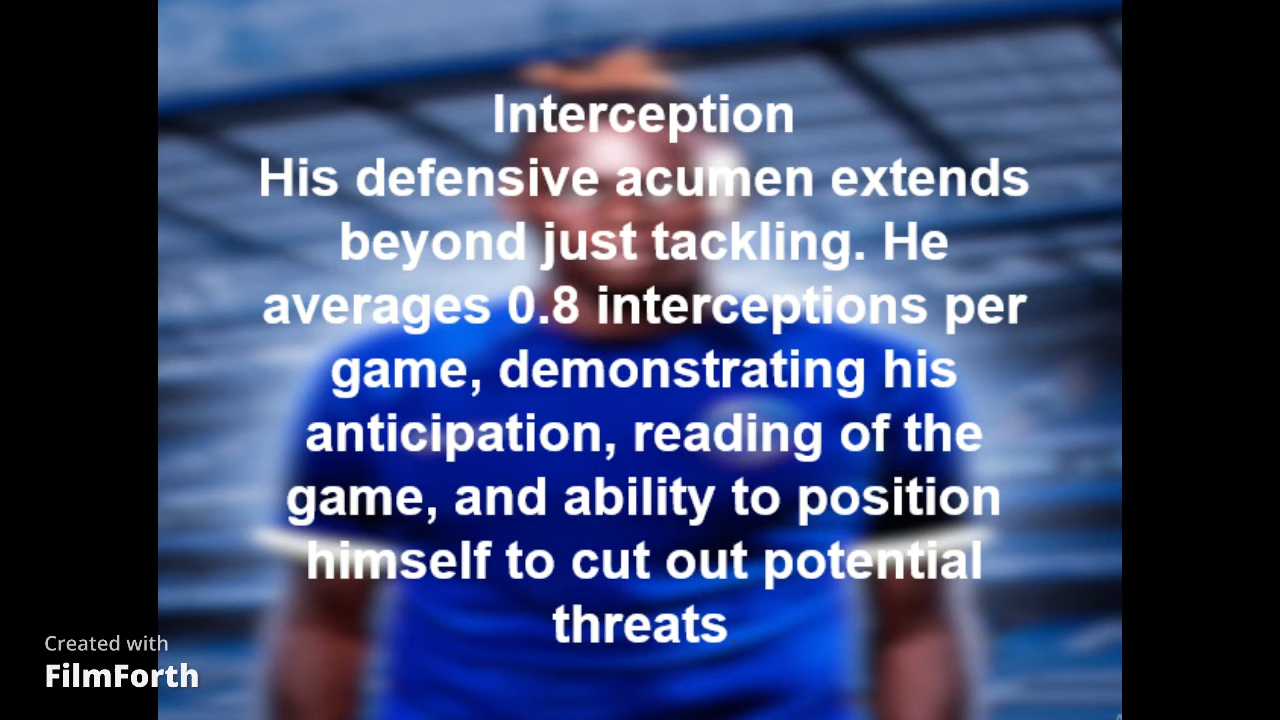 Interception
His defensive acumen extends
beyond just tackling. He
averages 0.8 interceptions per
game, demonstrating his
anticipation, reading of the
game, and ability to position
himself to cut out potential
threats
Created with
FilmForth